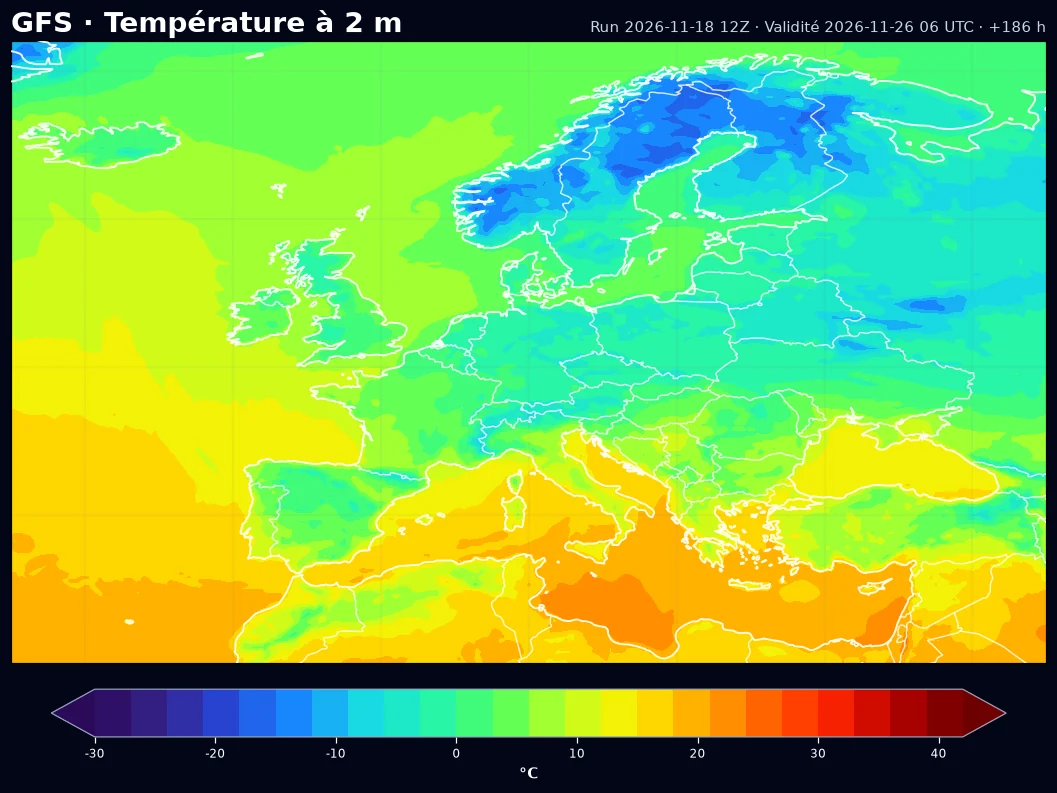 GFS · Température à 2 m
Run 2026-11-18 12Z · Validité 2026-11-26 06 UTC · +186 h
-30 -20 -10 0 10 20 30 40
°C